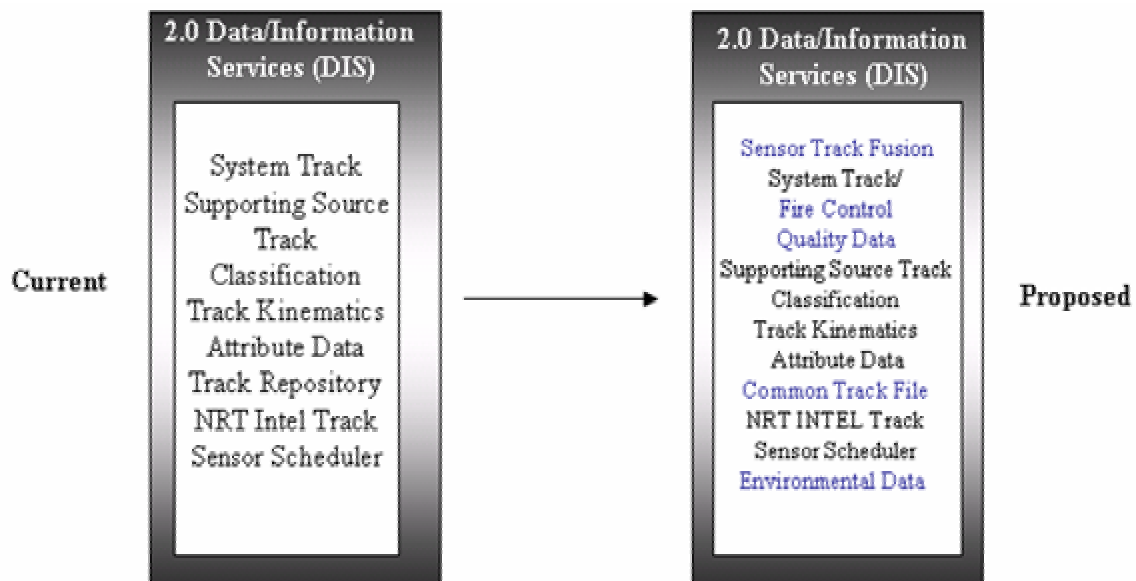 2.0 Data/Information
Services (DIS)
System Track
Supporting Source
Track
Classification
Track Kinematics
Attribute Data
Track Repository
NRT Intel Track
Sensor Scheduler
Current
2.0 Data/Information
Services (DIS)
Sensor Track Fusion
System Track/
Fire Control
Quality Data
Supporting Source Track
Classification
Track Kinematics
Attribute Data
Common Track File
NRT INTEL Track
Sensor Scheduler
Environmental Data
Proposed